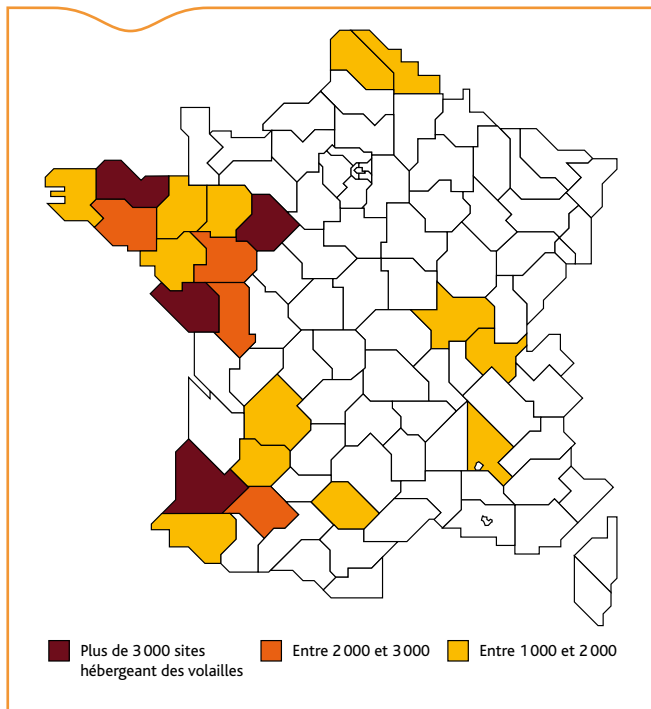 Plus de 3 000 sites
hébergeant des volailles
Entre 2 000 et 3 000
Entre 1 000 et 2 000